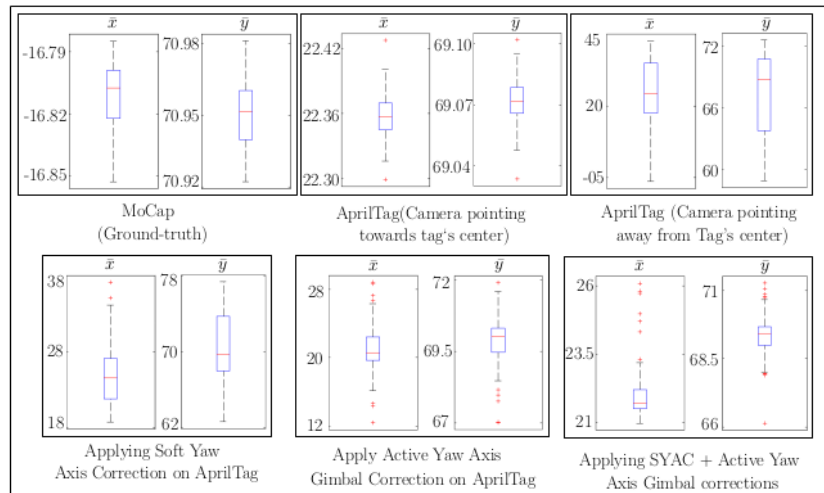 x̄ ȳ
-16.79
-16.82
-16.85
70.98
70.95
70.92
MoCap
(Ground-truth)
x̄ ȳ
22.42
22.36
22.30
69.10
69.07
69.04
AprilTag(Camera pointing
towards tag‘s center)
x̄ ȳ
45
20
-05
72
66
60
AprilTag (Camera pointing
away from Tag's center)
x̄ ȳ
38
28
18
78
70
62
Applying Soft Yaw
Axis Correction on AprilTag
x̄ ȳ
28
20
12
72
69.5
67
Apply Active Yaw Axis
Gimbal Correction on AprilTag
x̄ ȳ
26
23.5
21
71
68.5
66
Applying SYAC + Active Yaw
Axis Gimbal corrections